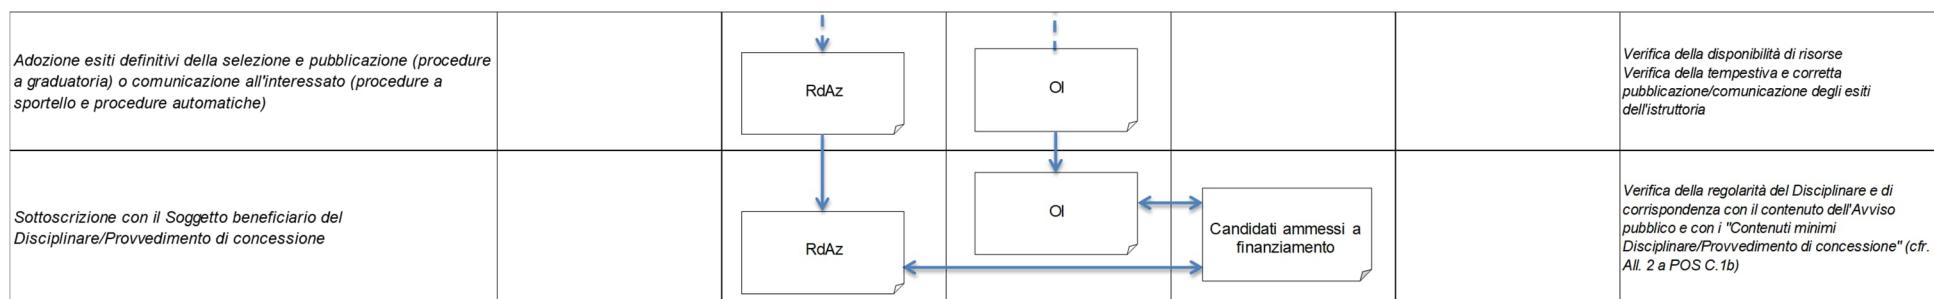 Adozione esiti definitivi della selezione e pubblicazione (procedure
a graduatoria) o comunicazione all'interessato (procedure a
sportello e procedure automatiche)
RdAz
OI
Verifica della disponibilità di risorse
Verifica della tempestiva e corretta
pubblicazione/comunicazione degli esiti
dell'istruttoria
Sottoscrizione con il Soggetto beneficiario del
Disciplinare/Provvedimento di concessione
RdAz
OI
Candidati ammessi a
finanziamento
Verifica della regolarità del Disciplinare e di
corrispondenza con il contenuto dell'Avviso
pubblico e con i "Contenuti minimi
Disciplinare/Provvedimento di concessione" (cfr.
All. 2 a POS C.1b)